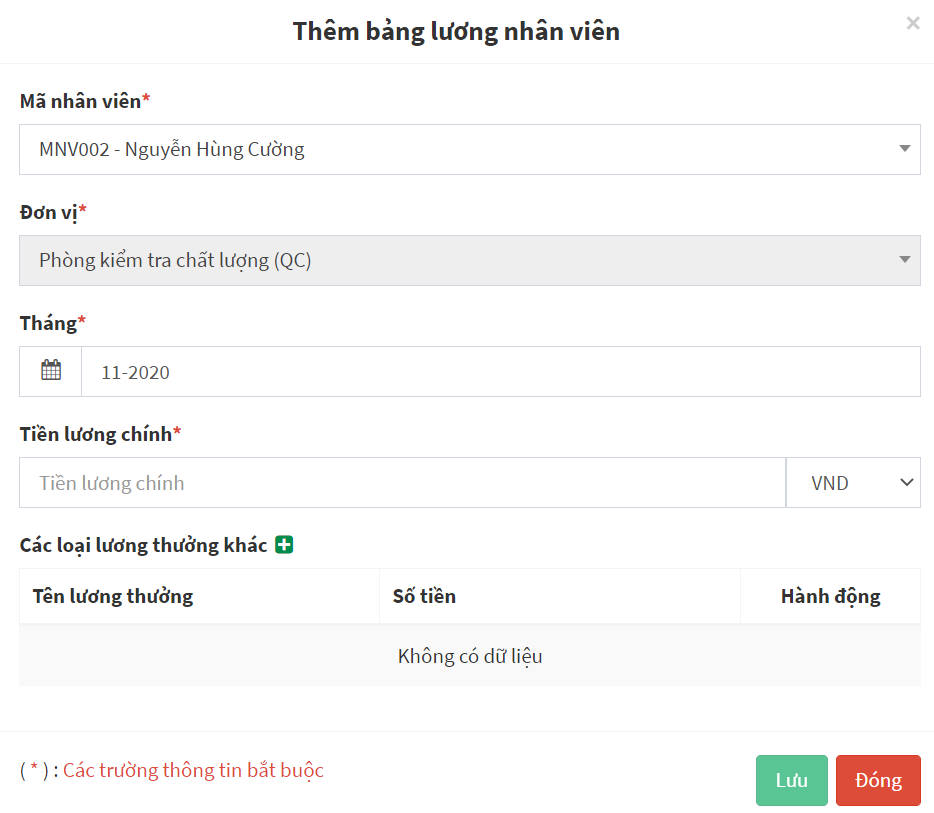 Thêm bảng lương nhân viên
×
Mã nhân viên*
MNV002 - Nguyễn Hùng Cường
Đơn vị*
Phòng kiểm tra chất lượng (QC)
Tháng*
11-2020
Tiền lương chính*
Tiền lương chính VND
Các loại lương thưởng khác
Tên lương thưởng Số tiền Hành động
Không có dữ liệu
( * ) : Các trường thông tin bắt buộc
Lưu Đóng